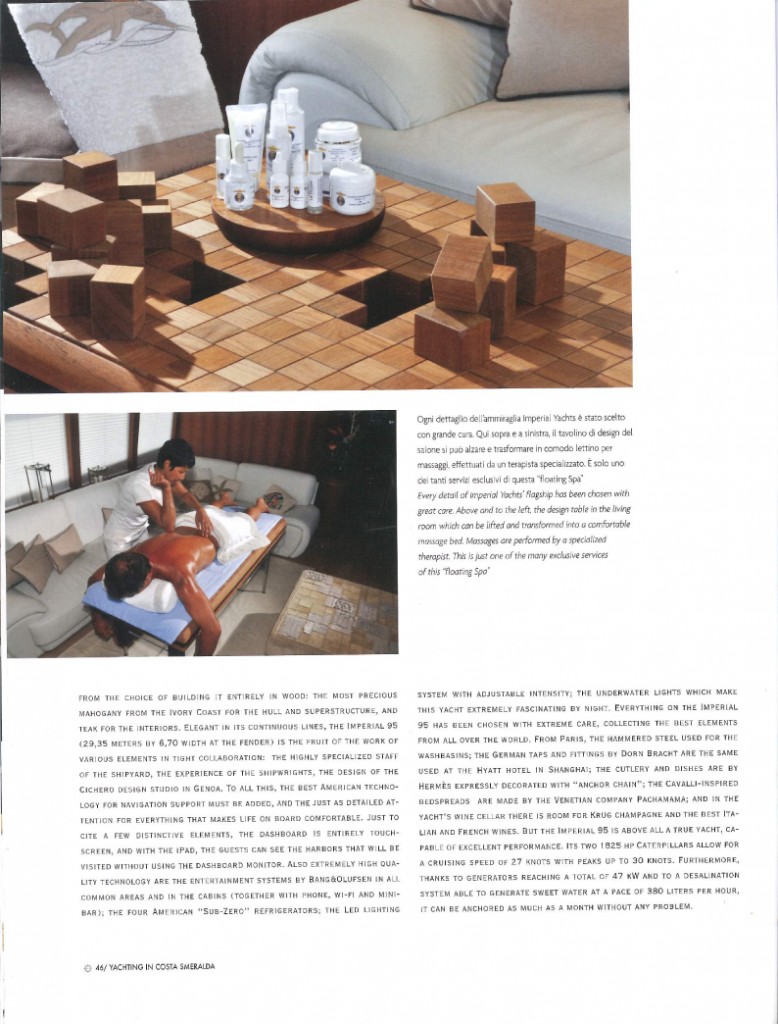 Ogni dettaglio dell'ammiraglia Imperial Yachts è stato scelto
con grande cura. Qui sopra e a sinistra, il tavolino di design del
salone si può alzare e trasformare in comodo lettino per
massaggi, effettuati da un terapista specializzato. È solo uno
dei tanti servizi esclusivi di questa "floating Spa"
Every detail of Imperial Yachts' flagship has been chosen with
great care. Above and to the left, the design table in the living
room which can be lifted and transformed into a comfortable
massage bed. Massages are performed by a specialized
therapist. This is just one of the many exclusive services
of this "floating Spa"
FROM THE CHOICE OF BUILDING IT ENTIRELY IN WOOD: THE MOST PRECIOUS
MAHOGANY FROM THE IVORY COAST FOR THE HULL AND SUPERSTRUCTURE, AND
TEAK FOR THE INTERIORS. ELEGANT IN ITS CONTINUOUS LINES, THE IMPERIAL 95
(29,35 METERS BY 6,70 WIDTH AT THE FENDER) IS THE FRUIT OF THE WORK OF
VARIOUS ELEMENTS IN TIGHT COLLABORATION: THE HIGHLY SPECIALIZED STAFF
OF THE SHIPYARD, THE EXPERIENCE OF THE SHIPWRIGHTS, THE DESIGN OF THE
CICHERO DESIGN STUDIO IN GENOA. TO ALL THIS, THE BEST AMERICAN TECHNO-
LOGY FOR NAVIGATION SUPPORT MUST BE ADDED, AND THE JUST AS DETAILED AT-
TENTION FOR EVERYTHING THAT MAKES LIFE ON BOARD COMFORTABLE. JUST TO
CITE A FEW DISTINCTIVE ELEMENTS, THE DASHBOARD IS ENTIRELY TOUCH-
SCREEN, AND WITH THE IPAD, THE GUESTS CAN SEE THE HARBORS THAT WILL BE
VISITED WITHOUT USING THE DASHBOARD MONITOR. ALSO EXTREMELY HIGH QUA-
LITY TECHNOLOGY ARE THE ENTERTAINMENT SYSTEMS BY BANG&OLUFSEN IN ALL
COMMON AREAS AND IN THE CABINS (TOGETHER WITH PHONE, WI-FI AND MINI-
BAR); THE FOUR AMERICAN "SUB-ZERO" REFRIGERATORS; THE LED LIGHTING
SYSTEM WITH ADJUSTABLE INTENSITY; THE UNDERWATER LIGHTS WHICH MAKE
THIS YACHT EXTREMELY FASCINATING BY NIGHT. EVERYTHING ON THE IMPERIAL
95 HAS BEEN CHOSEN WITH EXTREME CARE, COLLECTING THE BEST ELEMENTS
FROM ALL OVER THE WORLD. FROM PARIS, THE HAMMERED STEEL USED FOR THE
WASHBASINS; THE GERMAN TAPS AND FITTINGS BY DORN BRACHT ARE THE SAME
USED AT THE HYATT HOTEL IN SHANGHAI; THE CUTLERY AND DISHES ARE BY
HERMÈS EXPRESSLY DECORATED WITH "ANCHOR CHAIN"; THE CAVALLI-INSPIRED
BEDSPREADS ARE MADE BY THE VENETIAN COMPANY PACHAMAMA; AND IN THE
YACHT'S WINE CELLAR THERE IS ROOM FOR KRUG CHAMPAGNE AND THE BEST ITA-
LIAN AND FRENCH WINES. BUT THE IMPERIAL 95 IS ABOVE ALL A TRUE YACHT, CA-
PABLE OF EXCELLENT PERFORMANCE. ITS TWO 1825 HP CATERPILLARS ALLOW FOR
A CRUISING SPEED OF 27 KNOTS WITH PEAKS UP TO 30 KNOTS. FURTHERMORE,
THANKS TO GENERATORS REACHING A TOTAL OF 47 KW AND TO A DESALINATION
SYSTEM ABLE TO GENERATE SWEET WATER AT A PACE OF 380 LITERS PER HOUR,
IT CAN BE ANCHORED AS MUCH AS A MONTH WITHOUT ANY PROBLEM.
46/ YACHTING IN COSTA SMERALDA